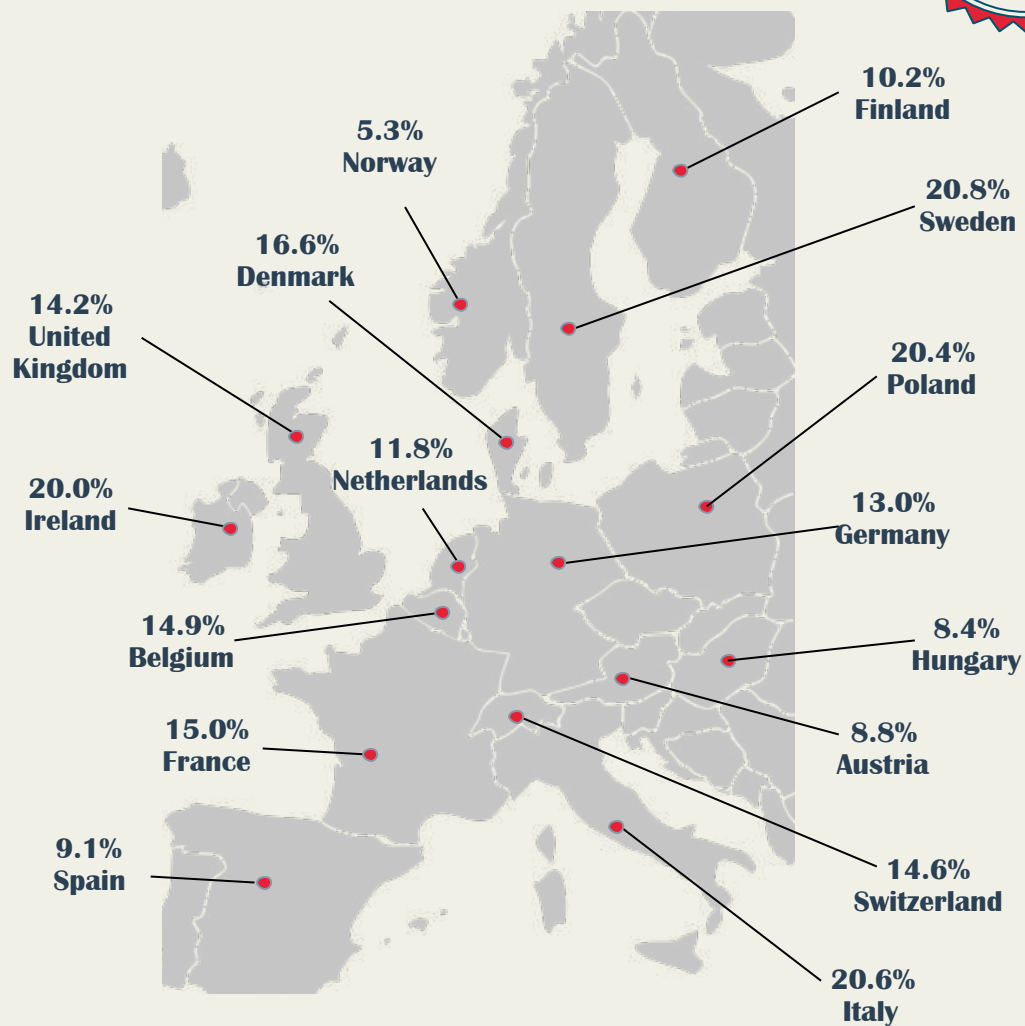 10.2%
Finland
5.3%
Norway
20.8%
Sweden
16.6%
Denmark
14.2%
United
Kingdom
20.4%
Poland
11.8%
Netherlands
20.0%
Ireland
13.0%
Germany
14.9%
Belgium
8.4%
Hungary
15.0%
France
8.8%
Austria
9.1%
Spain
14.6%
Switzerland
20.6%
Italy